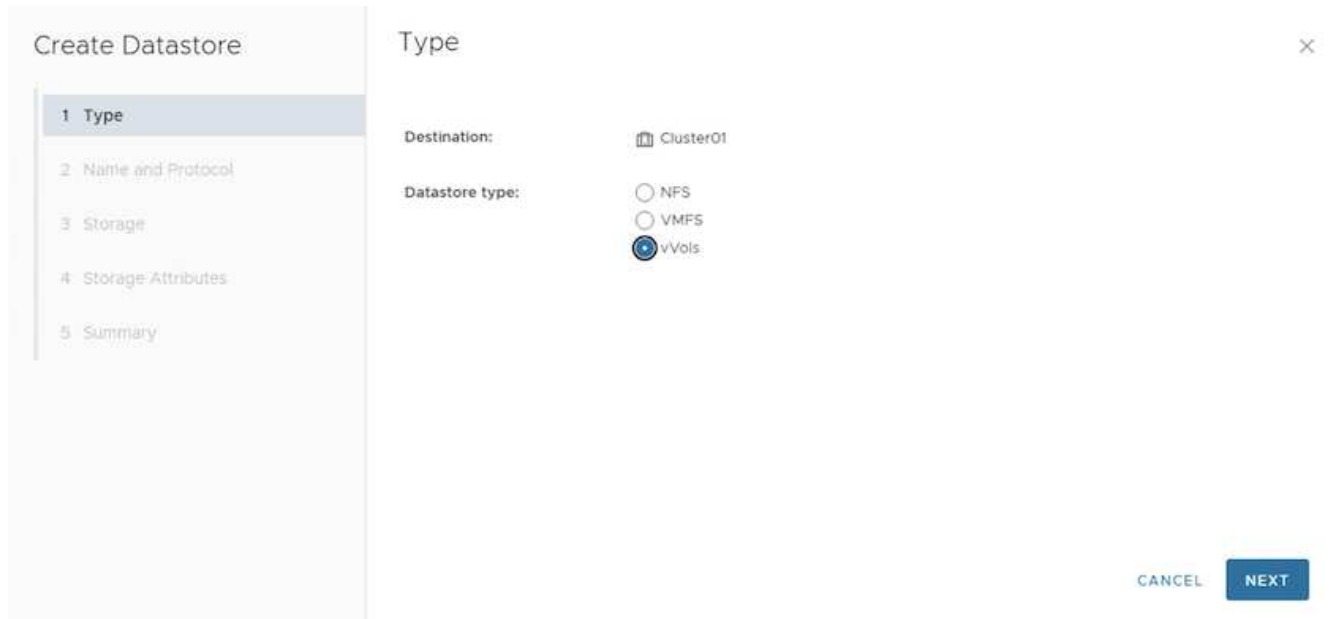 Create Datastore
1 Type
2 Name and Protocol
3 Storage
4 Storage Attributes
5 Summary
Type
Destination: Cluster01
Datastore type: NFS
VMFS
vVols
CANCEL NEXT